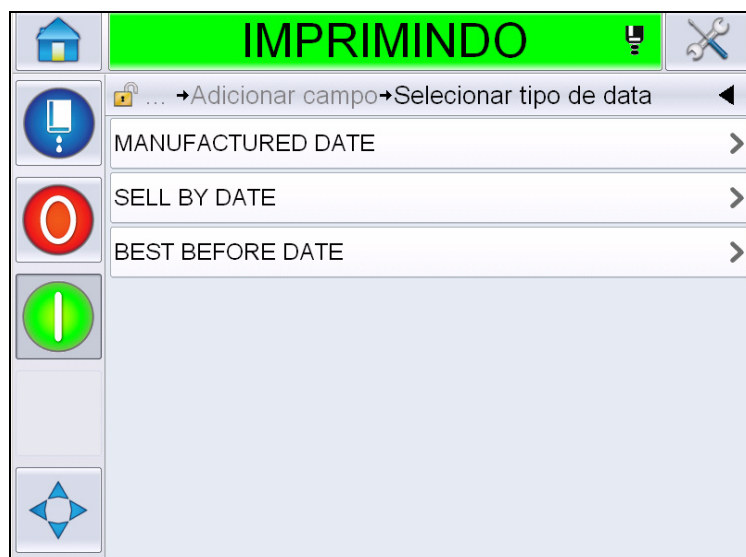 IMPRIMINDO
... →Adicionar campo→Selecionar tipo de data
MANUFACTURED DATE
SELL BY DATE
BEST BEFORE DATE